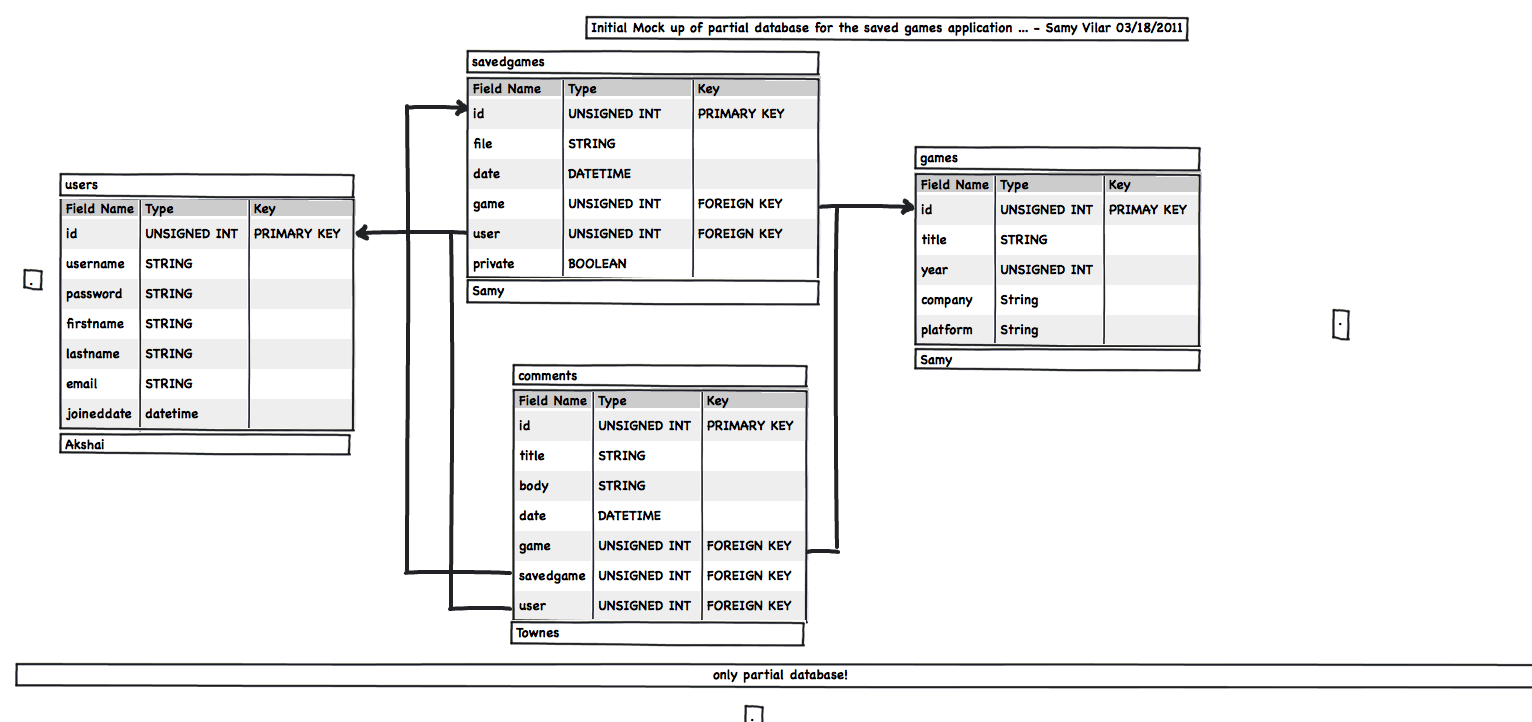 Initial Mock up of partial database for the saved games application ... - Samy Vilar 03/18/2011
savedgames
Field Name Type Key
id UNSIGNED INT PRIMARY KEY
file STRING
date DATETIME
game UNSIGNED INT FOREIGN KEY
user UNSIGNED INT FOREIGN KEY
private BOOLEAN
Samy
users
Field Name Type Key
id UNSIGNED INT PRIMARY KEY
username STRING
password STRING
firstname STRING
lastname STRING
email STRING
joineddate datetime
Akshai
games
Field Name Type Key
id UNSIGNED INT PRIMAY KEY
title STRING
year UNSIGNED INT
company String
platform String
Samy
comments
Field Name Type Key
id UNSIGNED INT PRIMARY KEY
title STRING
body STRING
date DATETIME
game UNSIGNED INT FOREIGN KEY
savedgame UNSIGNED INT FOREIGN KEY
user UNSIGNED INT FOREIGN KEY
Townes
.
.
only partial database!
.